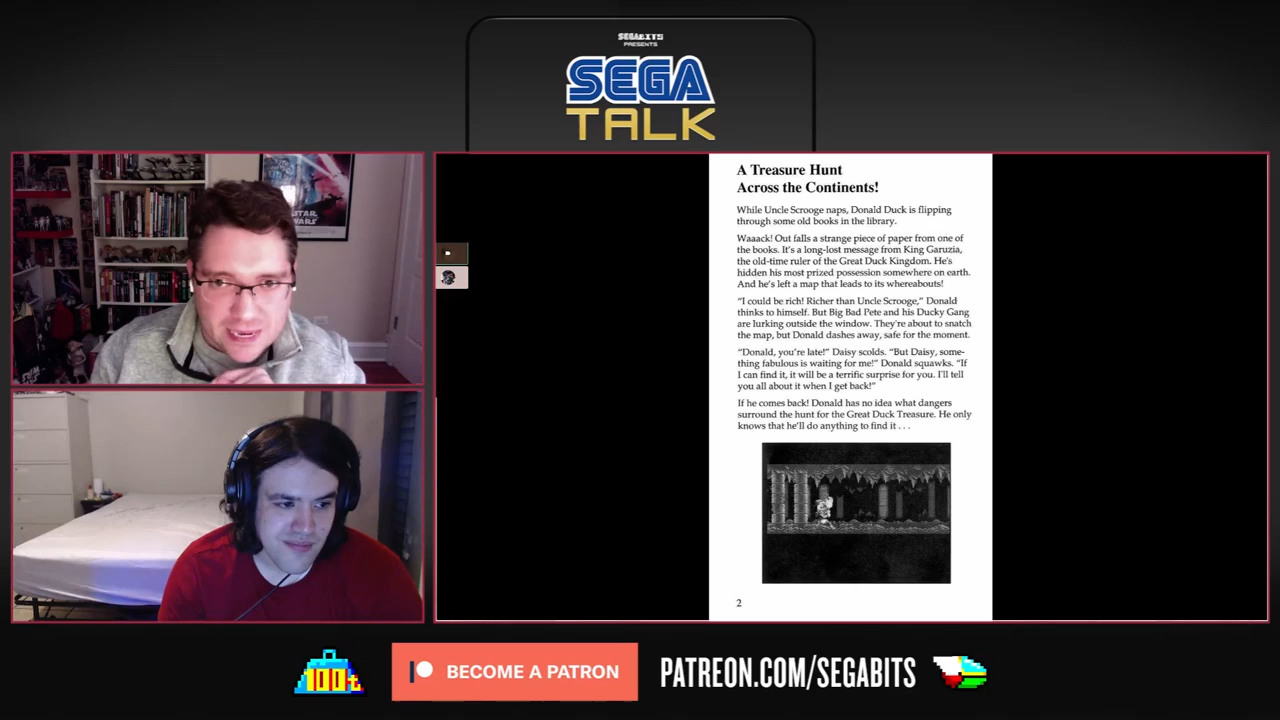 SEGABITS
PRESENTS
SEGA
TALK
STAR
WARS
A Treasure Hunt
Across the Continents!
While Uncle Scrooge naps, Donald Duck is flipping
through some old books in the library.
Waaack! Out falls a strange piece of paper from one of
the books. It's a long-lost message from King Garuzia,
the old-time ruler of the Great Duck Kingdom. He's
hidden his most prized possession somewhere on earth.
And he's left a map that leads to its whereabouts!
"I could be rich! Richer than Uncle Scrooge," Donald
thinks to himself. But Big Bad Pete and his Ducky Gang
are lurking outside the window. They're about to snatch
the map, but Donald dashes away, safe for the moment.
"Donald, you're late!" Daisy scolds. "But Daisy, some-
thing fabulous is waiting for me!" Donald squawks. "If
I can find it, it will be a terrific surprise for you. I'll tell
you all about it when I get back!"
If he comes back! Donald has no idea what dangers
surround the hunt for the Great Duck Treasure. He only
knows that he'll do anything to find it . . .
2
100t
BECOME A PATRON
PATREON.COM/SEGABITS